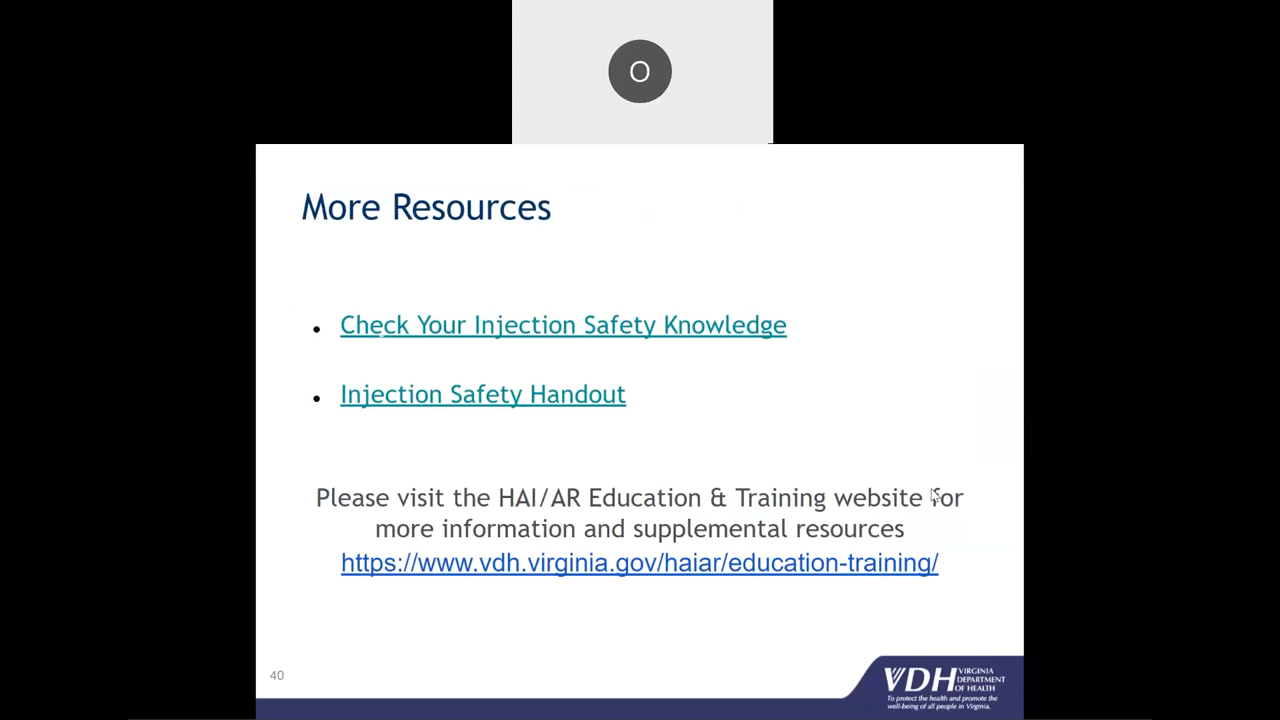 O
More Resources
• Check Your Injection Safety Knowledge
• Injection Safety Handout
Please visit the HAI/AR Education & Training website for
more information and supplemental resources
https://www.vdh.virginia.gov/haiar/education-training/
40
VDH VIRGINIA
DEPARTMENT
OF HEALTH
To protect the health and promote the
well-being of all people in Virginia.